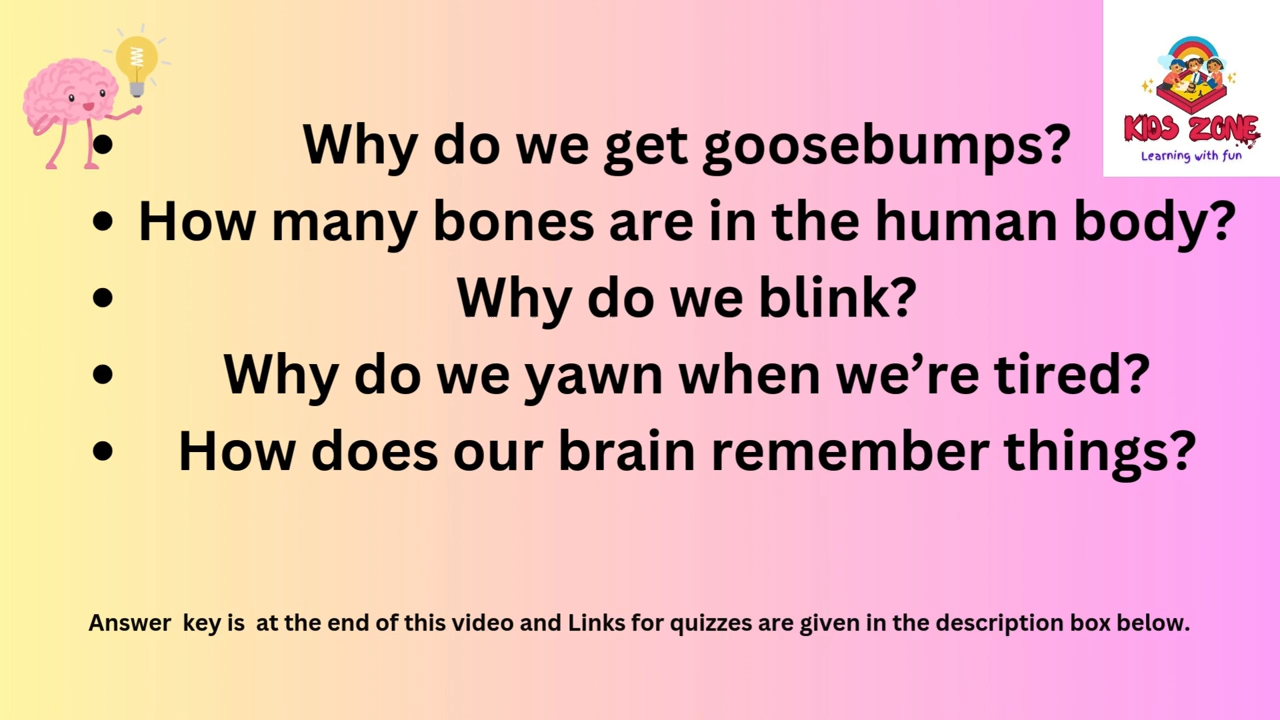 KIDS ZONE
Learning with fun
• Why do we get goosebumps?
• How many bones are in the human body?
• Why do we blink?
• Why do we yawn when we’re tired?
• How does our brain remember things?
Answer key is at the end of this video and Links for quizzes are given in the description box below.